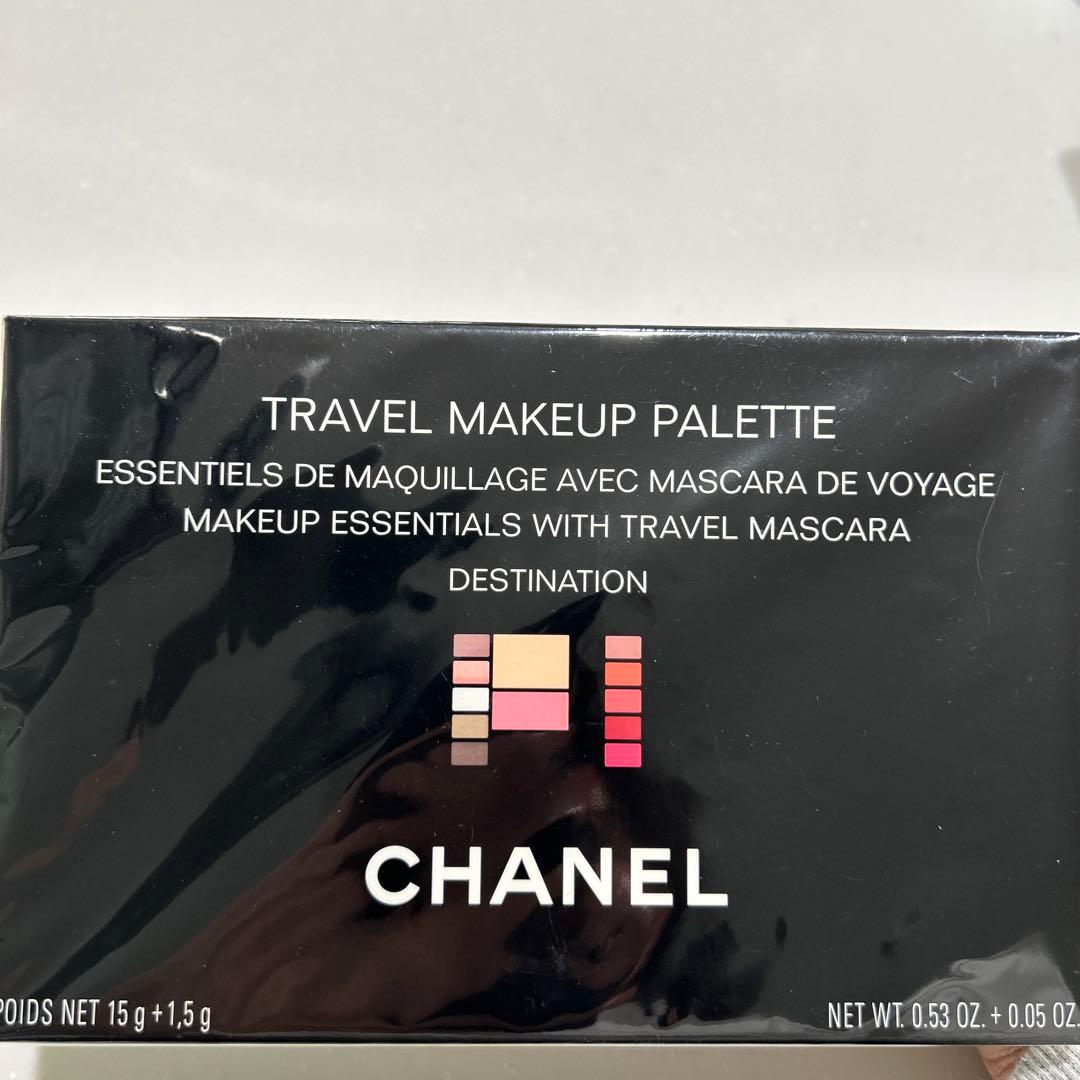 TRAVEL MAKEUP PALETTE
ESSENTIELS DE MAQUILLAGE AVEC MASCARA DE VOYAGE
MAKEUP ESSENTIALS WITH TRAVEL MASCARA
DESTINATION
CHANEL
POIDS NET 15 g + 1,5 g
NET WT. 0.53 OZ. + 0.05 OZ.